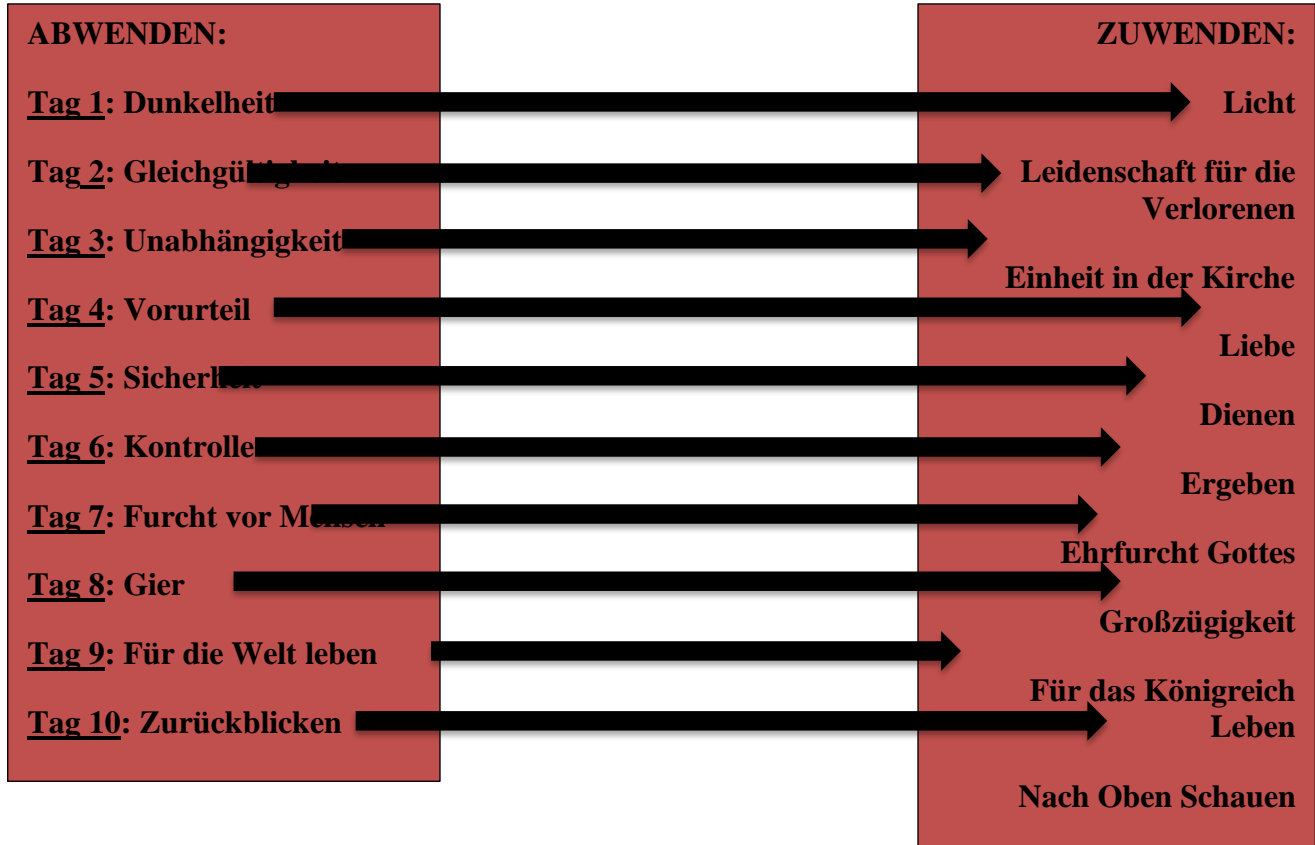 ABWENDEN:
Tag 1: Dunkelheit
Tag 2: Gleichgültigkeit
Tag 3: Unabhängigkeit
Tag 4: Vorurteil
Tag 5: Sicherheit
Tag 6: Kontrolle
Tag 7: Furcht vor
Tag 8: Gier
Tag 9: Für die Welt leben
Tag 10: Zurückblicken
ZUWENDEN:
Licht
Leidenschaft für die
Verlorenen
Einheit in der Kirche
Liebe
Dienen
Ergeben
Ehrfurcht Gottes
Großzügigkeit
Für das Königreich
Leben
Nach Oben Schauen